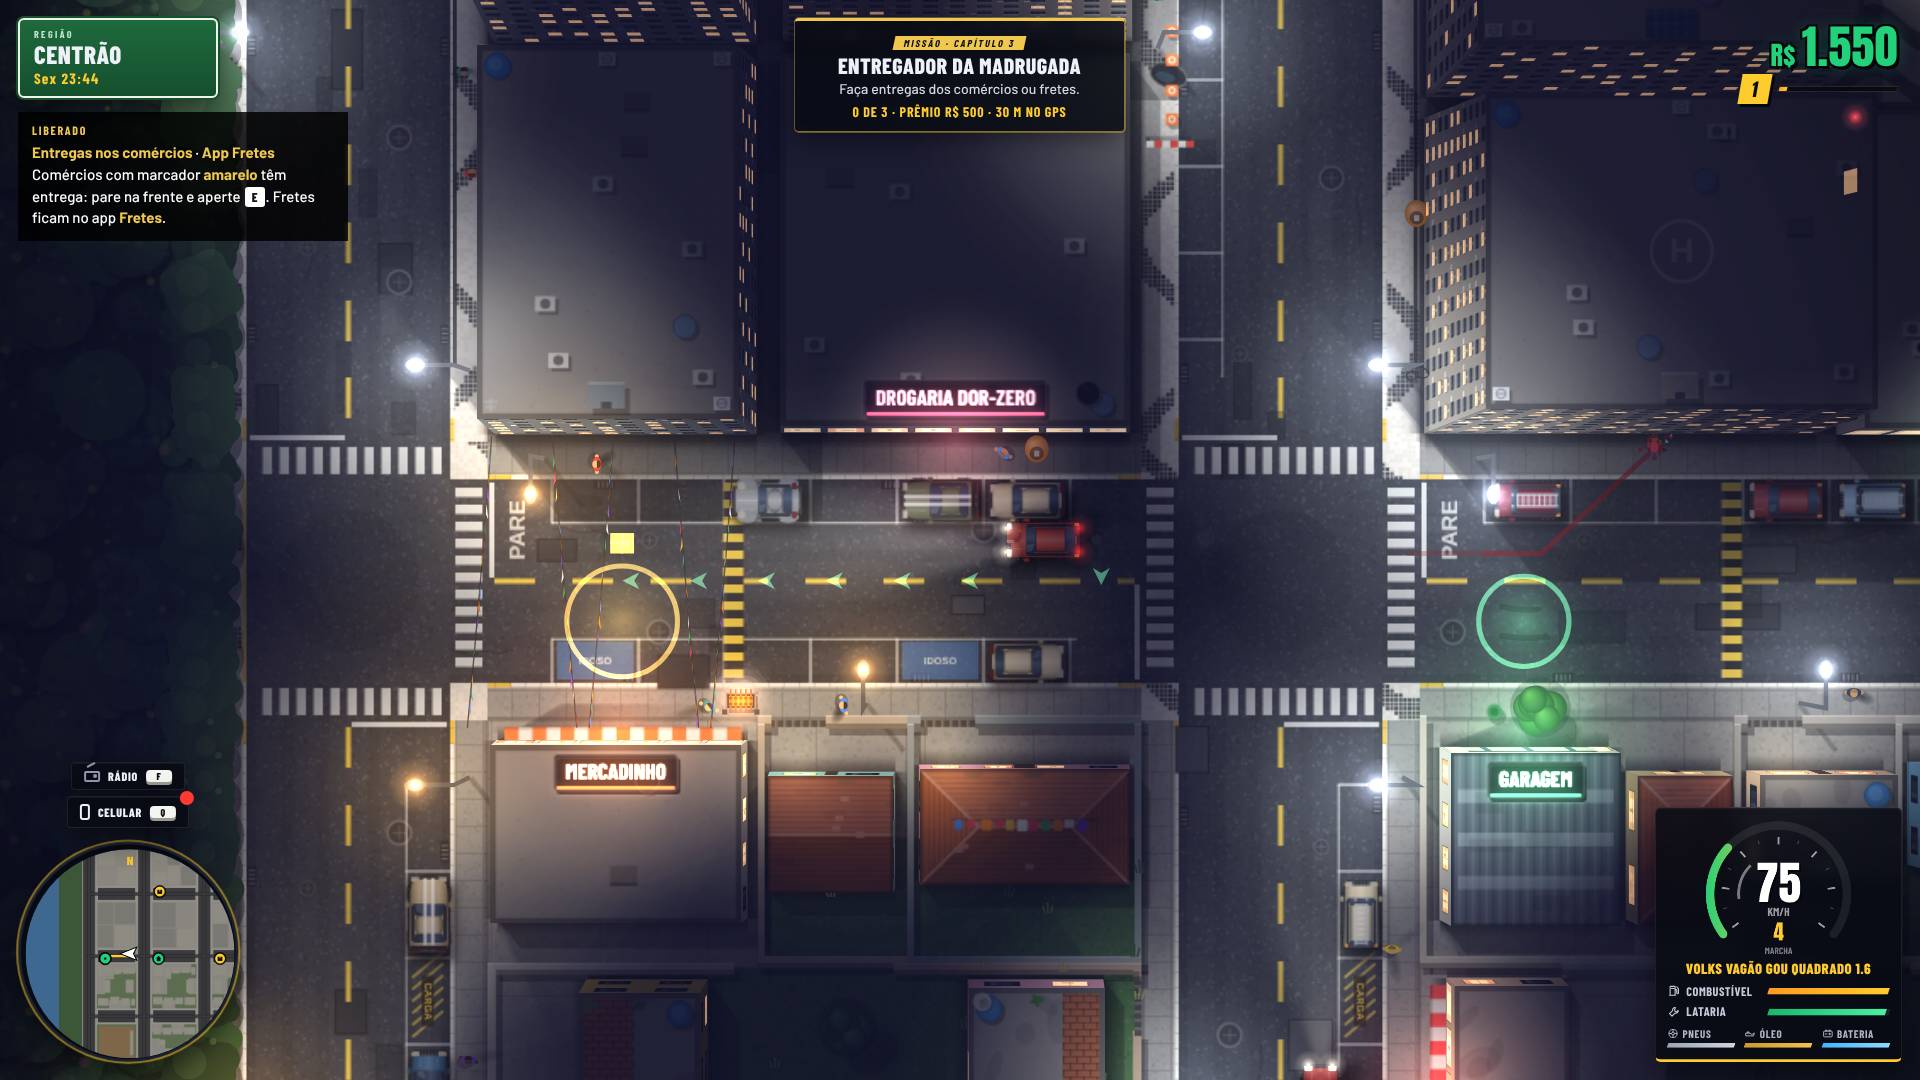 REGIÃO
CENTRÃO
Sex 23:44
LIBERADO
Entregas nos comércios · App Fretes
Comércios com marcador amarelo têm
entrega: pare na frente e aperte E. Fretes
ficam no app Fretes.
MISSÃO · CAPÍTULO 3
ENTREGADOR DA MADRUGADA
Faça entregas dos comércios ou fretes.
0 DE 3 · PRÊMIO R$ 500 · 30 M NO GPS
R$ 1.550
1
H
DROGARIA DOR-ZERO
PARE
PARE
IDOSO
IDOSO
MERCADINHO
GARAGEM
CARGA
CARGA
RÁDIO F
CELULAR Q
N
75
KM/H
4
MARCHA
VOLKS VAGÃO GOU QUADRADO 1.6
COMBUSTÍVEL
LATARIA
PNEUS ÓLEO BATERIA